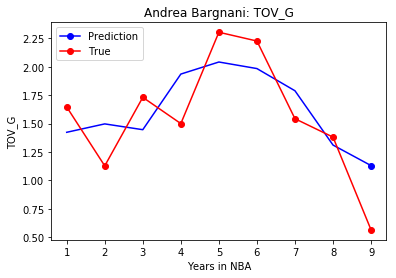 Andrea Bargnani: TOV_G
Prediction
True
2.25
2.00
1.75
1.50
1.25
1.00
0.75
0.50
TOV_G
1 2 3 4 5 6 7 8 9
Years in NBA